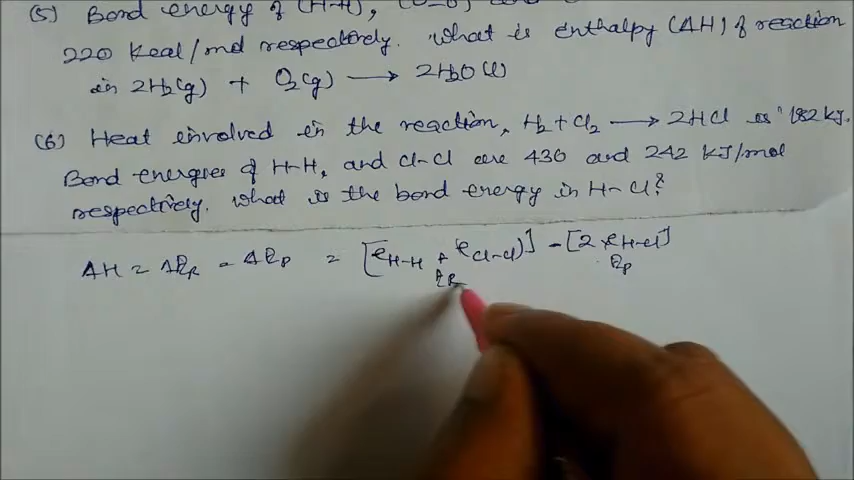 (5) Bond energy of (H-H),
220 Kcal/mol respectively. What is enthalpy (ΔH) of reaction
in 2H₂(g) + O₂(g) ⟶ 2H₂O(l)
(6) Heat involved in the reaction, H₂+Cl₂ ⟶ 2HCl is 182 kJ.
Bond energies of H-H, and Cl-Cl are 430 and 242 KJ/mol
respectively. What is the bond energy in H-Cl?
ΔH = ΔER - ΔEP = [eH-H + eCl-Cl)] - [2×eH-Cl]
ER EP